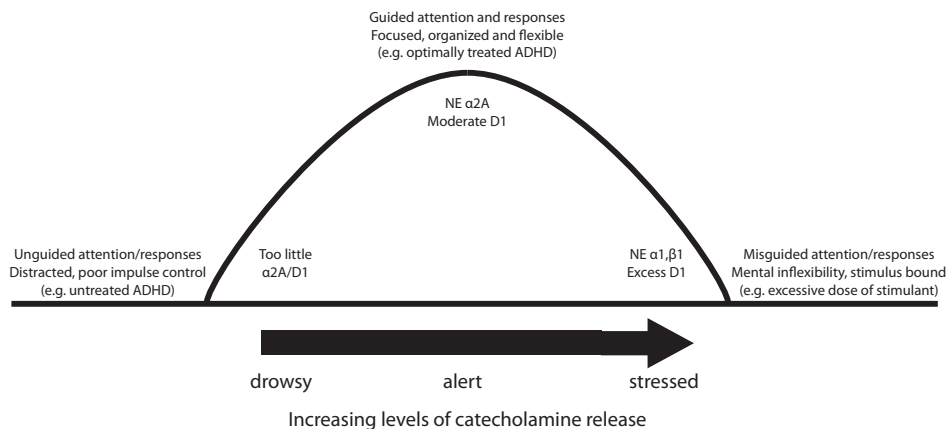 Guided attention and responses
Focused, organized and flexible
(e.g. optimally treated ADHD)
NE α2A
Moderate D1
Unguided attention/responses
Distracted, poor impulse control
(e.g. untreated ADHD)
Too little
α2A/D1
NE α1,β1
Excess D1
Misguided attention/responses
Mental inflexibility, stimulus bound
(e.g. excessive dose of stimulant)
drowsy alert stressed
Increasing levels of catecholamine release